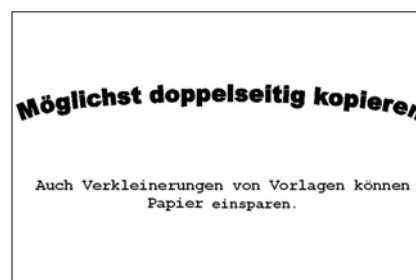 Möglichst doppelseitig kopieren
Auch Verkleinerungen von Vorlagen können
Papier einsparen.